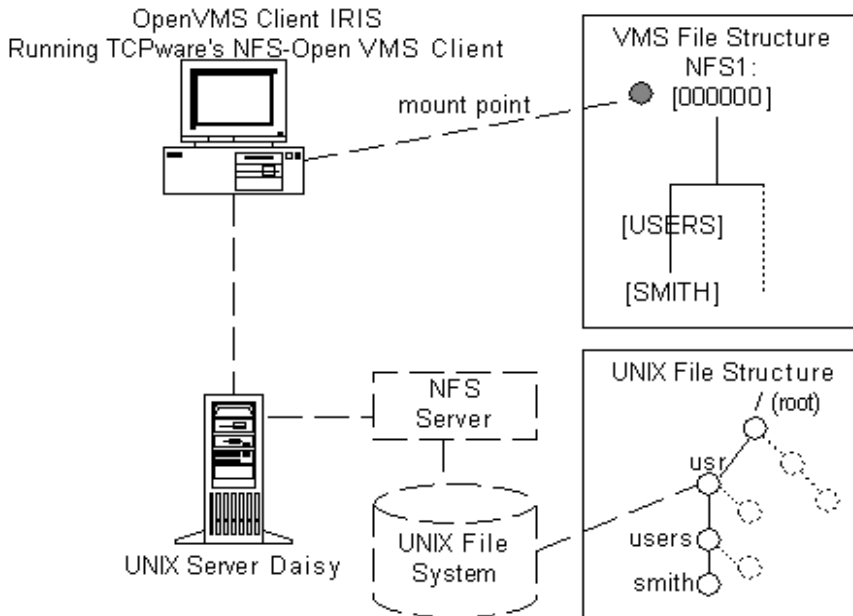 OpenVMS Client IRIS
Running TCPware's NFS-Open VMS Client
mount point
VMS File Structure
NFS1:
[000000]
[USERS]
[SMITH]
NFS
Server
UNIX File
System
UNIX Server Daisy
UNIX File Structure
/ (root)
usr
users
smith